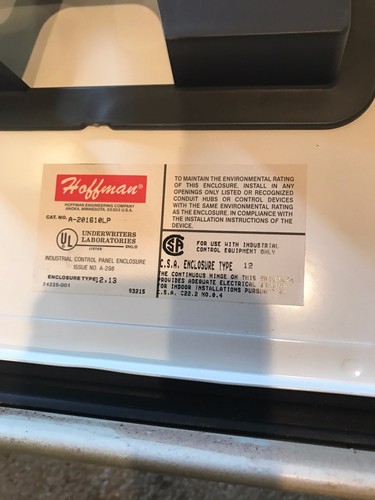 Hoffman®
HOFFMAN ENGINEERING COMPANY
ANOKA, MINNESOTA, 55303 U.S.A.
CAT. NO. A-201610LP
UL
UNDERWRITERS
LABORATORIES
INC.®
LISTED
INDUSTRIAL CONTROL PANEL ENCLOSURE
ISSUE NO. A-298
ENCLOSURE TYPE 12,13
34225-001 93215
TO MAINTAIN THE ENVIRONMENTAL RATING
OF THIS ENCLOSURE, INSTALL IN ANY
OPENINGS ONLY LISTED OR RECOGNIZED
CONDUIT HUBS OR CONTROL DEVICES
WITH THE SAME ENVIRONMENTAL RATING
AS THE ENCLOSURE, IN COMPLIANCE WITH
THE INSTALLATION INSTRUCTIONS OF THE
DEVICE.
SA
FOR USE WITH INDUSTRIAL
CONTROL EQUIPMENT ONLY
C.S.A. ENCLOSURE TYPE 12
THE CONTINUOUS HINGE ON THIS
PROVIDES ADEQUATE ELECTRICAL
FOR INDOOR INSTALLATIONS PURSUANT
C.S.A. C22.2 NO.0.4